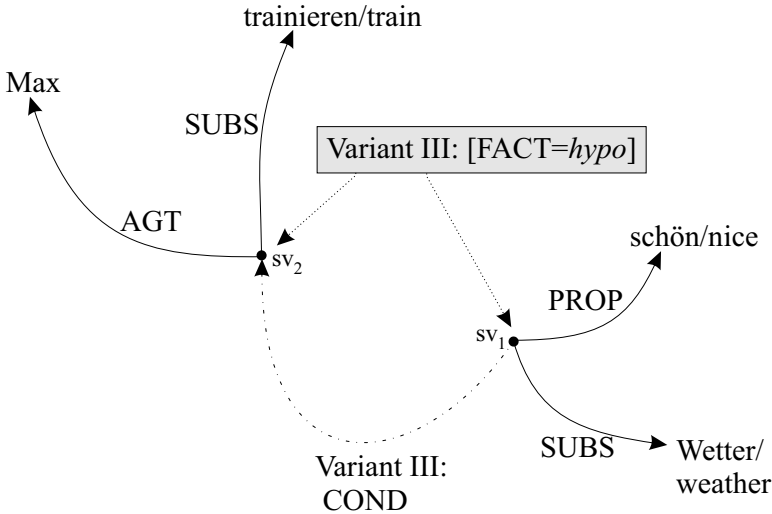 trainieren/train
Max
SUBS
Variant III: [FACT=hypo]
AGT
sv₂
schön/nice
PROP
sv₁
SUBS
Wetter/
weather
Variant III:
COND